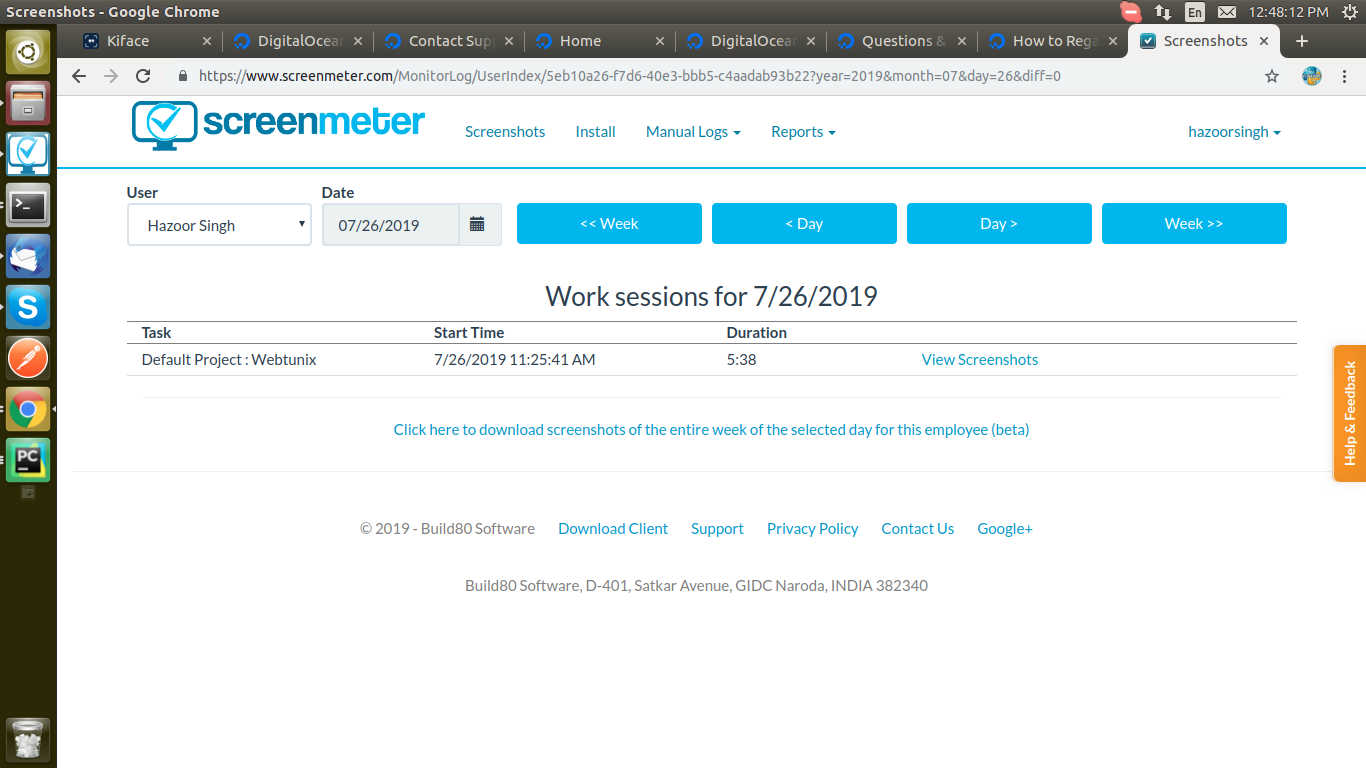 Screenshots - Google Chrome
En 12:48:12 PM
Kiface DigitalOcean Contact Supp Home DigitalOcean Questions & How to Rega Screenshots
https://www.screenmeter.com/MonitorLog/UserIndex/5eb10a26-f7d6-40e3-bbb5-c4aadab93b22?year=2019&month=07&day=26&diff=0
screenmeter Screenshots Install Manual Logs Reports hazoorsingh
User Date
Hazoor Singh 07/26/2019 << Week < Day Day > Week >>
Work sessions for 7/26/2019
Task Start Time Duration
Default Project : Webtunix 7/26/2019 11:25:41 AM 5:38 View Screenshots
Click here to download screenshots of the entire week of the selected day for this employee (beta)
Help & Feedback
© 2019 - Build80 Software Download Client Support Privacy Policy Contact Us Google+
Build80 Software, D-401, Satkar Avenue, GIDC Naroda, INDIA 382340
S
PC